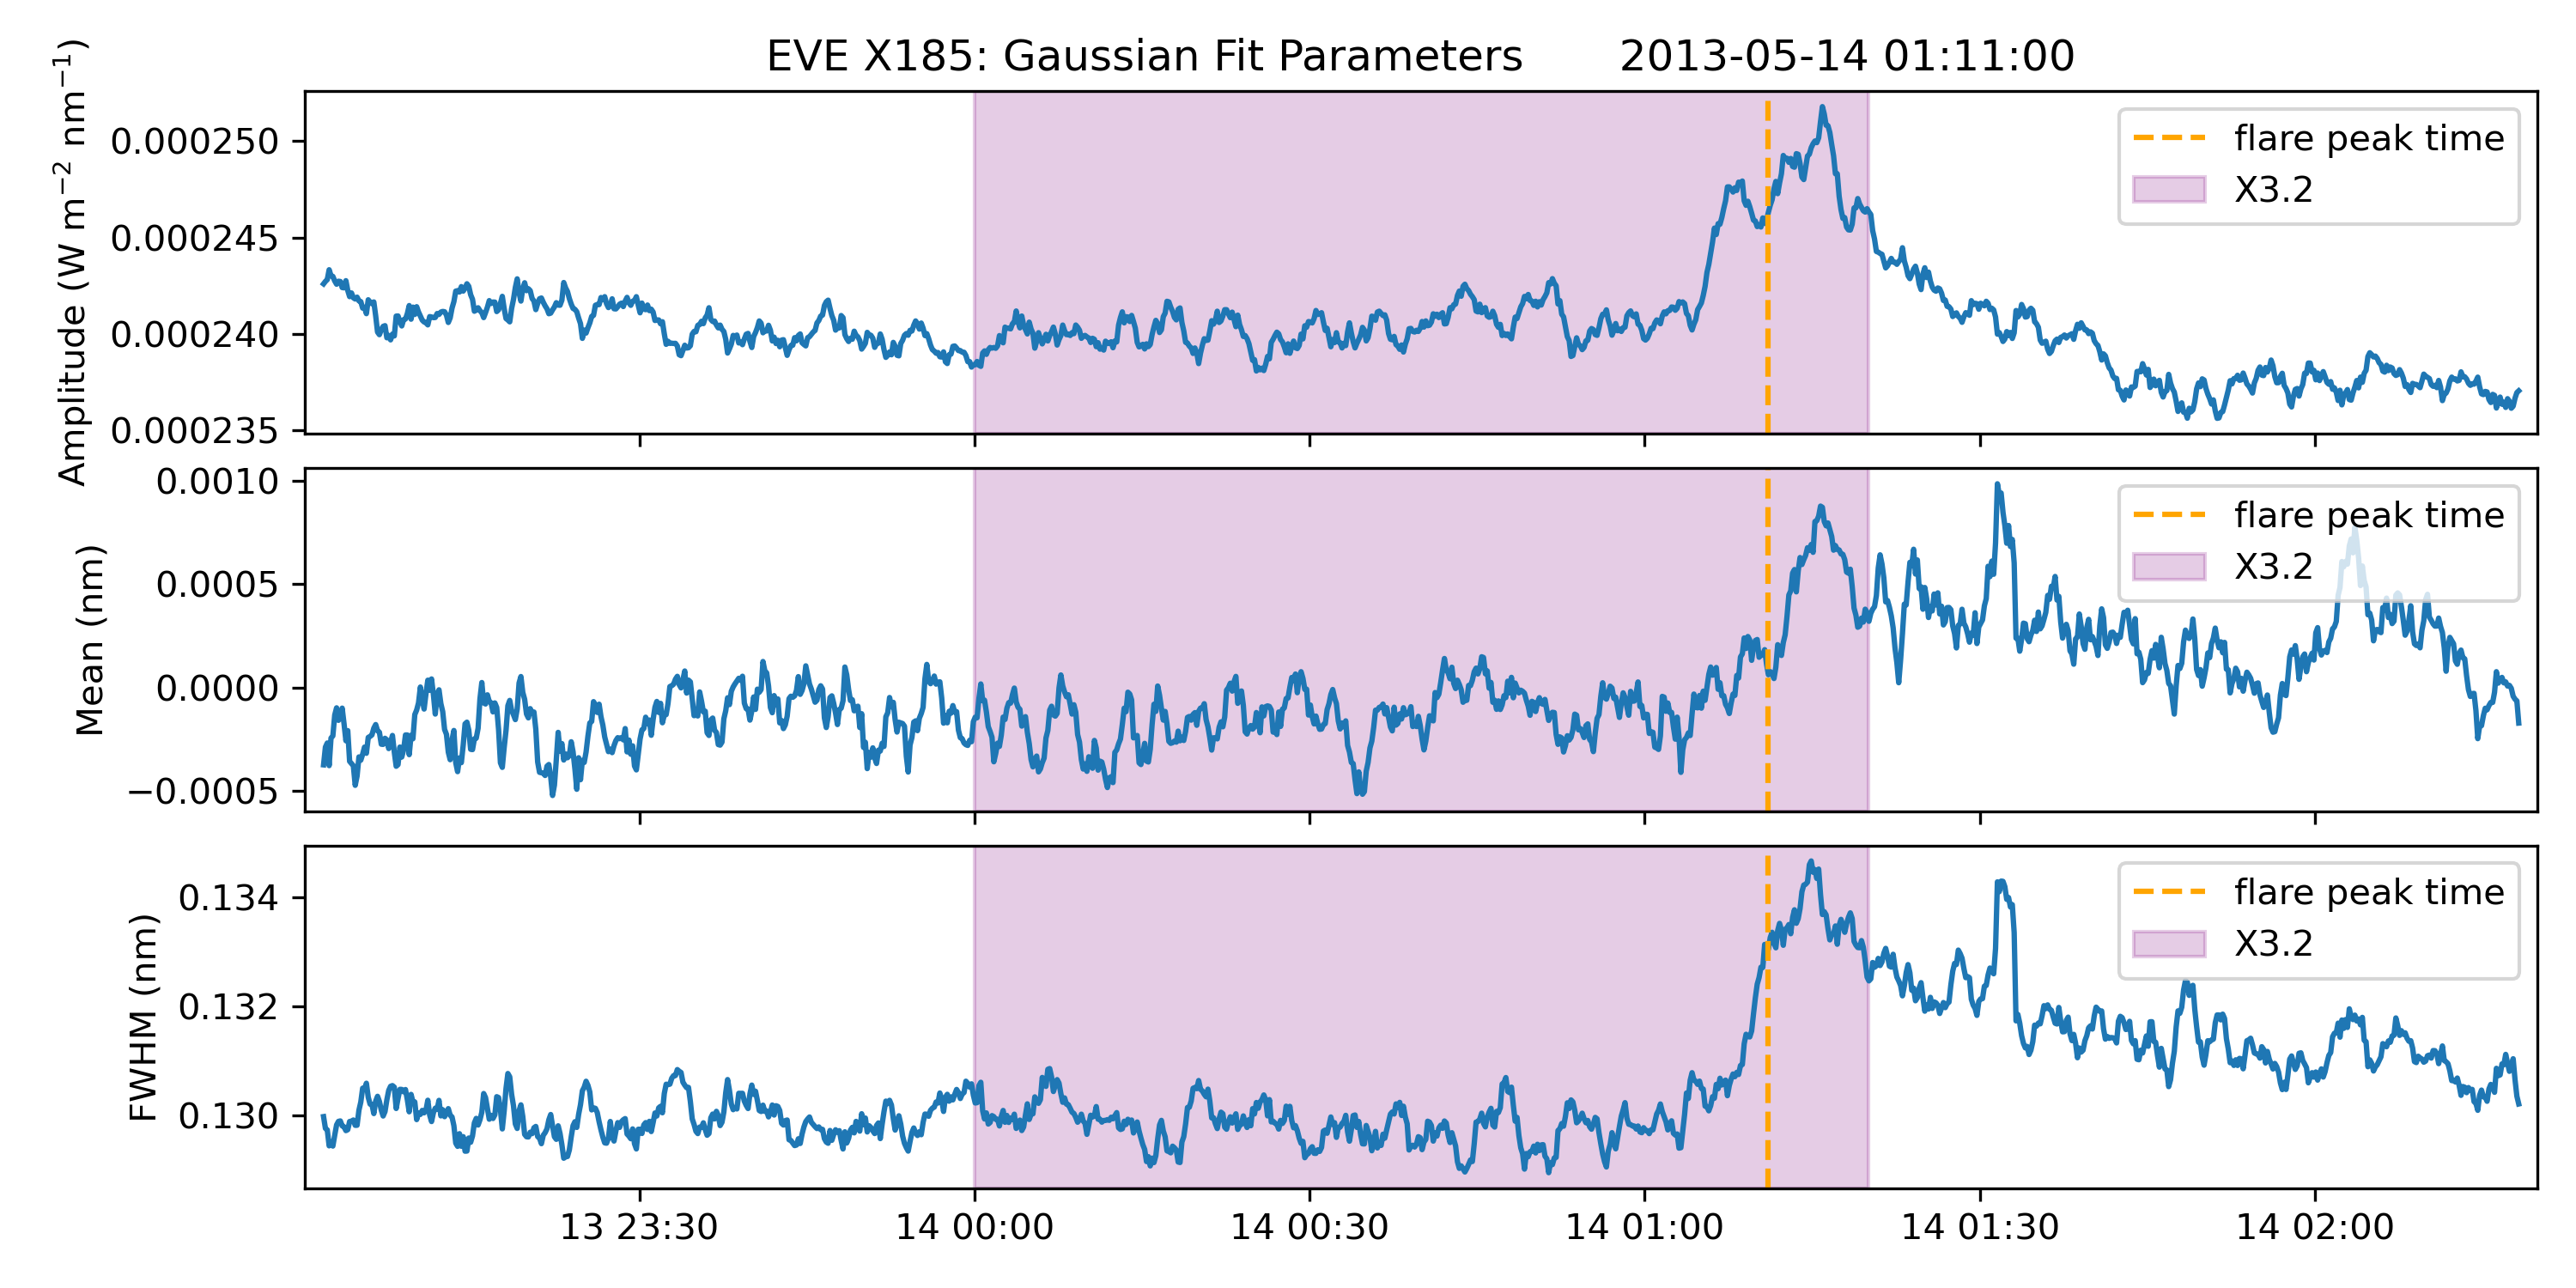 EVE X185: Gaussian Fit Parameters 2013-05-14 01:11:00
Amplitude (W m⁻² nm⁻¹)
0.000250
0.000245
0.000240
0.000235
flare peak time
X3.2
Mean (nm)
0.0010
0.0005
0.0000
−0.0005
flare peak time
X3.2
FWHM (nm)
0.134
0.132
0.130
flare peak time
X3.2
13 23:30
14 00:00
14 00:30
14 01:00
14 01:30
14 02:00